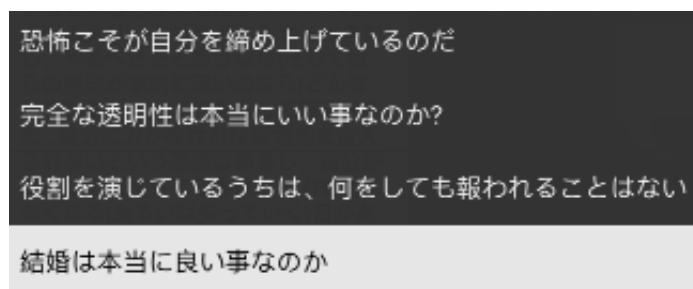 恐怖こそが自分を締め上げているのだ
完全な透明性は本当にいい事なのか?
役割を演じているうちは、何をしても報われることはない
結婚は本当に良い事なのか